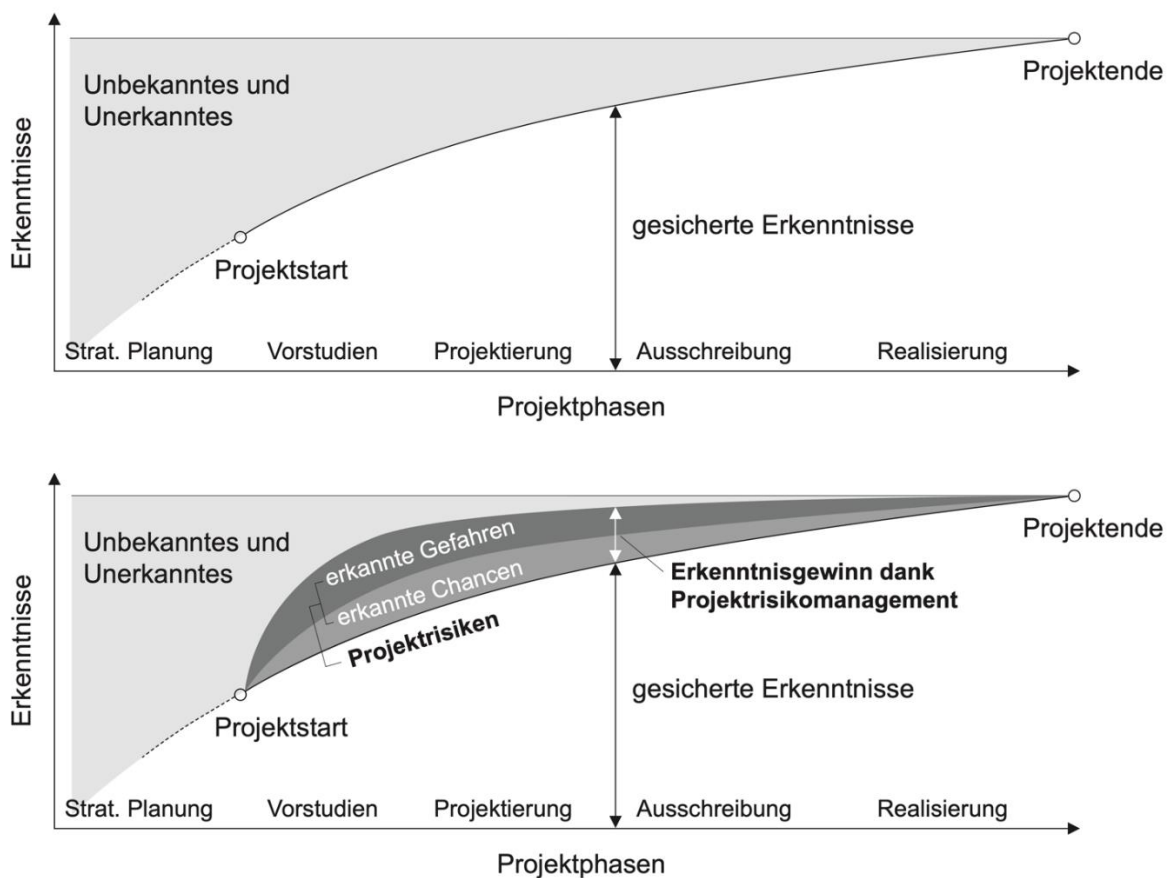 Unbekanntes und
Unerkanntes
Projektende
Erkenntnisse
gesicherte Erkenntnisse
Projektstart
Strat. Planung
Vorstudien
Projektierung
Ausschreibung
Realisierung
Projektphasen
Unbekanntes und
Unerkanntes
erkannte Gefahren
Projektende
erkannte Chancen
Erkenntnisgewinn dank
Projektrisikomanagement
Projektrisiken
Erkenntnisse
gesicherte Erkenntnisse
Projektstart
Strat. Planung
Vorstudien
Projektierung
Ausschreibung
Realisierung
Projektphasen